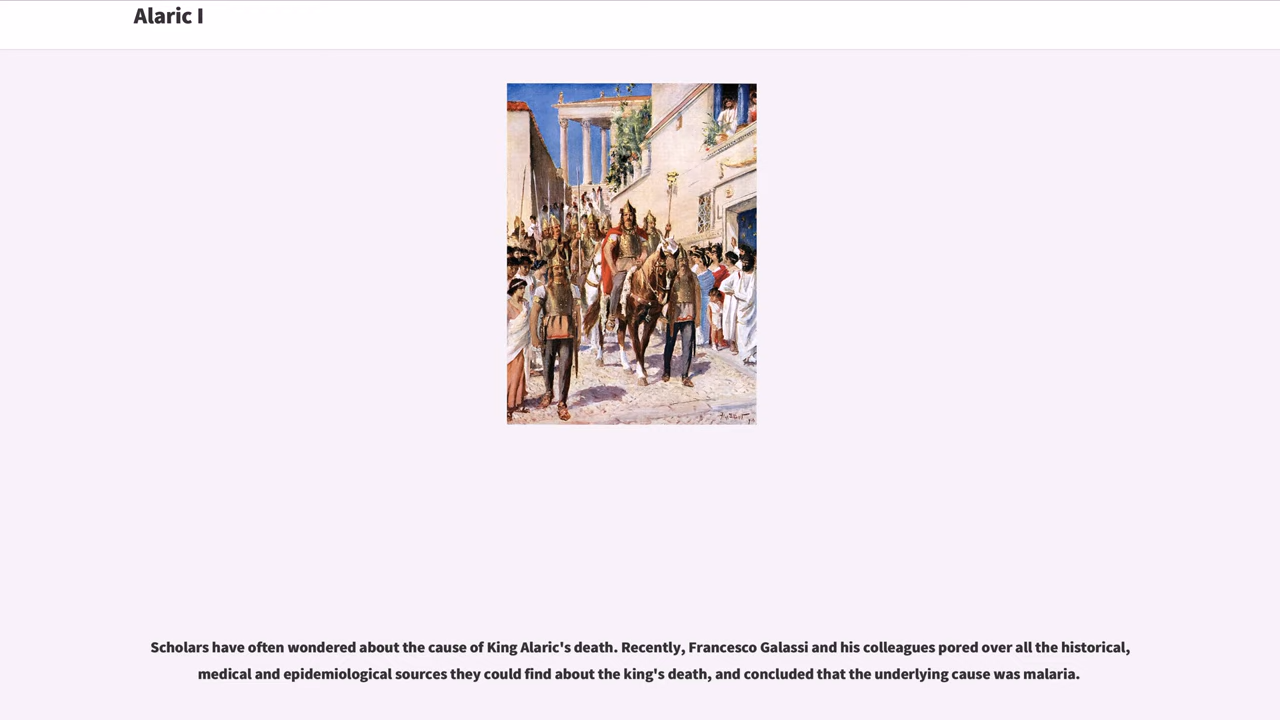 Alaric I
Scholars have often wondered about the cause of King Alaric's death. Recently, Francesco Galassi and his colleagues pored over all the historical,
medical and epidemiological sources they could find about the king's death, and concluded that the underlying cause was malaria.